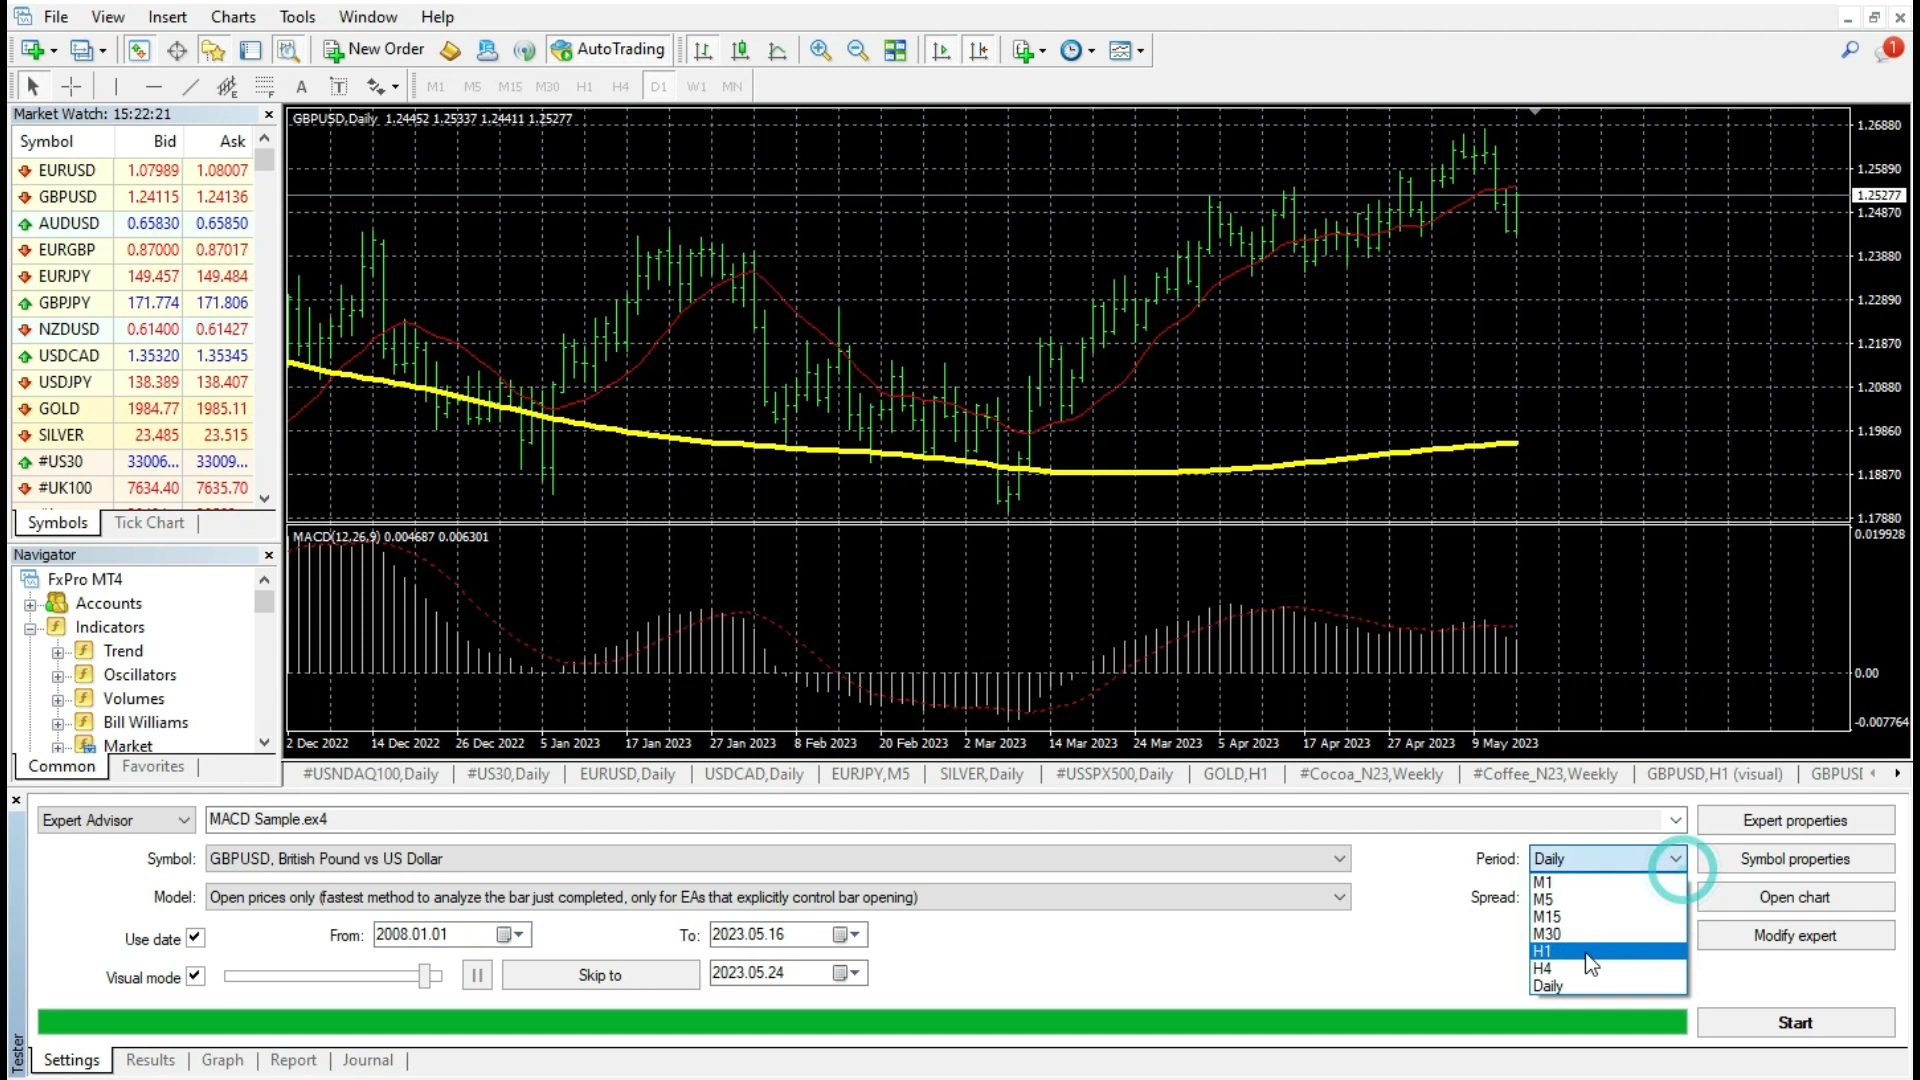 File View Insert Charts Tools Window Help
New Order AutoTrading 1
M1 M5 M15 M30 H1 H4 D1 W1 MN
Market Watch: 15:22:21
Symbol Bid Ask
EURUSD 1.07989 1.08007
GBPUSD 1.24115 1.24136
AUDUSD 0.65830 0.65850
EURGBP 0.87000 0.87017
EURJPY 149.457 149.484
GBPJPY 171.774 171.806
NZDUSD 0.61400 0.61427
USDCAD 1.35320 1.35345
USDJPY 138.389 138.407
GOLD 1984.77 1985.11
SILVER 23.485 23.515
#US30 33006... 33009...
#UK100 7634.40 7635.70
Symbols Tick Chart
Navigator
FxPro MT4
Accounts
Indicators
Trend
Oscillators
Volumes
Bill Williams
Market
Common Favorites
GBPUSD,Daily 1.24452 1.25337 1.24411 1.25277
1.26880
1.25890
1.25277
1.24870
1.23880
1.22890
1.21870
1.20880
1.19860
1.18870
1.17880
MACD(12,26,9) 0.004687 0.006301
0.019928
0.00
-0.007764
2 Dec 2022 14 Dec 2022 26 Dec 2022 5 Jan 2023 17 Jan 2023 27 Jan 2023 8 Feb 2023 20 Feb 2023 2 Mar 2023 14 Mar 2023 24 Mar 2023 5 Apr 2023 17 Apr 2023 27 Apr 2023 9 May 2023
#USNDAQ100,Daily #US30,Daily EURUSD,Daily USDCAD,Daily EURJPY,M5 SILVER,Daily #USSPX500,Daily GOLD,H1 #Cocoa_N23,Weekly #Coffee_N23,Weekly GBPUSD,H1 (visual)
Expert Advisor MACD Sample.ex4 Expert properties
Symbol: GBPUSD, British Pound vs US Dollar Period: Daily Symbol properties
Model: Open prices only (fastest method to analyze the bar just completed, only for EAs that explicitly control bar opening) Spread: Open chart
M1
M5
M15
M30
H1
H4
Daily
Use date From: 2008.01.01 To: 2023.05.16 Modify expert
Visual mode Skip to 2023.05.24
Start
Tester
Settings Results Graph Report Journal